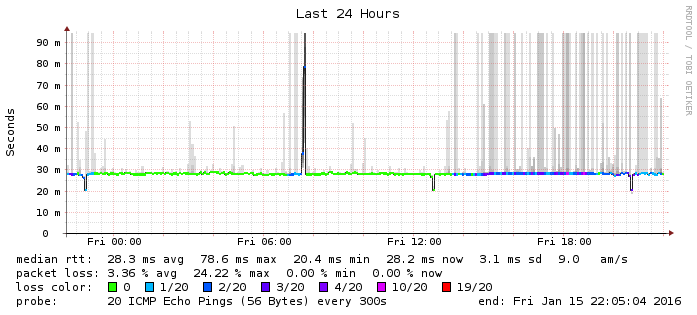 Last 24 Hours
RRDTOOL / TOBI OETIKER
Seconds
90 m
80 m
70 m
60 m
50 m
40 m
30 m
20 m
10 m
0
Fri 00:00 Fri 06:00 Fri 12:00 Fri 18:00
median rtt: 28.3 ms avg 78.6 ms max 20.4 ms min 28.2 ms now 3.1 ms sd 9.0 am/s
packet loss: 3.36 % avg 24.22 % max 0.00 % min 0.00 % now
loss color: 0 1/20 2/20 3/20 4/20 10/20 19/20
probe: 20 ICMP Echo Pings (56 Bytes) every 300s end: Fri Jan 15 22:05:04 2016